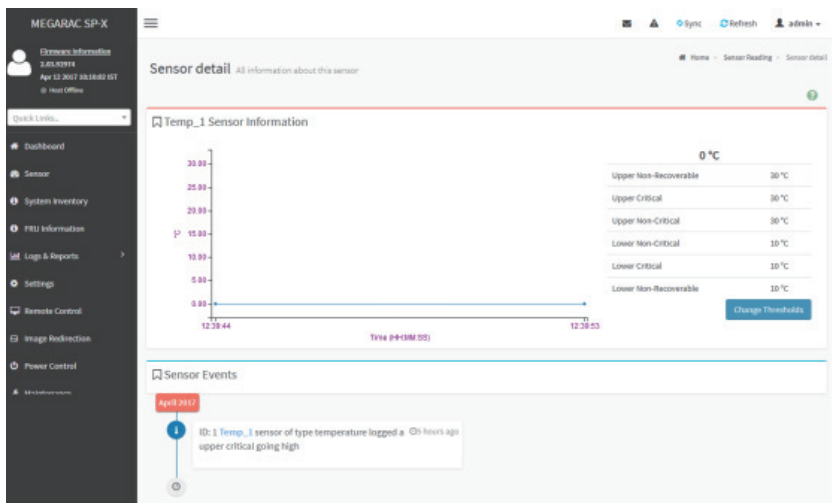 MEGARAC SP-X
Sync
Refresh
admin
Firmware Information
Apr 12 2017 10:18:02 IST
Host Offline
Quick Links...
Dashboard
Sensor
System Inventory
FRU Information
Logs & Reports
Settings
Remote Control
Image Redirection
Power Control
Sensor detail All information about this sensor
Home - Sensor Reading - Sensor detail
Temp_1 Sensor Information
30.00
25.00
20.00
15.00
10.00
5.00
0.00
°C
12:39:44
12:39:53
Time (HH:MM:SS)
0 °C
Upper Non-Recoverable 30 °C
Upper Critical 30 °C
Upper Non-Critical 30 °C
Lower Non-Critical 10 °C
Lower Critical 10 °C
Lower Non-Recoverable 10 °C
Change Thresholds
Sensor Events
April 2017
ID: 1 Temp_1 sensor of type temperature logged a
upper critical going high
5 hours ago